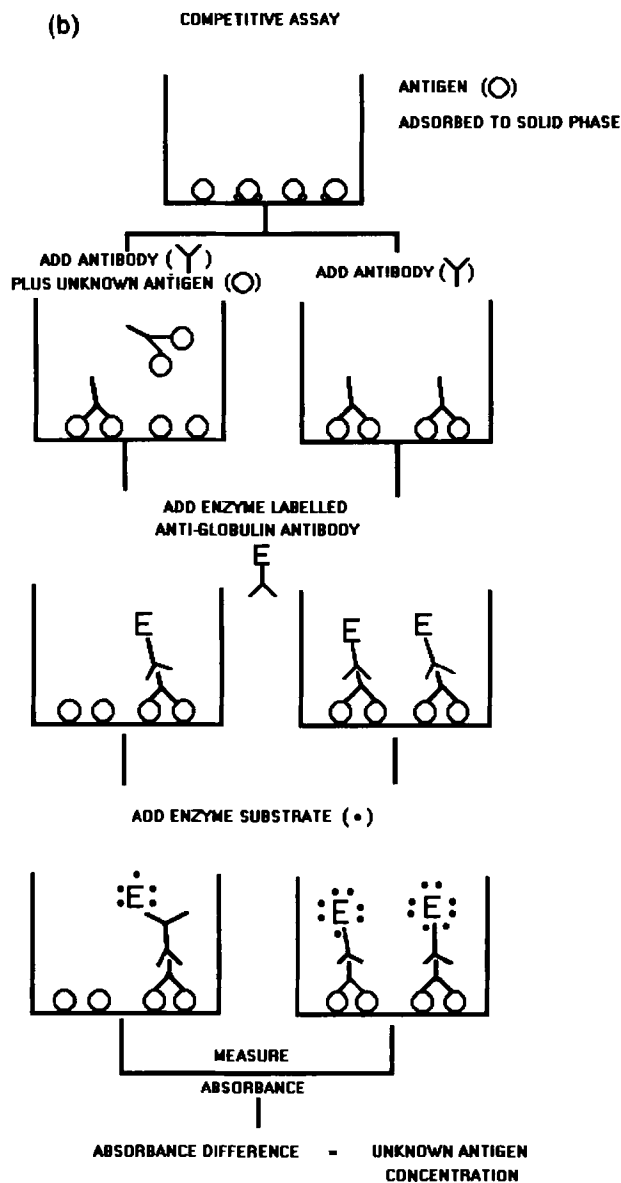 (b)
COMPETITIVE ASSAY
ANTIGEN ( )
ADSORBED TO SOLID PHASE
ADD ANTIBODY ( )
PLUS UNKNOWN ANTIGEN ( )
ADD ANTIBODY ( )
ADD ENZYME LABELLED
ANTI-GLOBULIN ANTIBODY
E
E
E
E
ADD ENZYME SUBSTRATE (•)
E
E
E
MEASURE
ABSORBANCE
ABSORBANCE DIFFERENCE = UNKNOWN ANTIGEN
CONCENTRATION